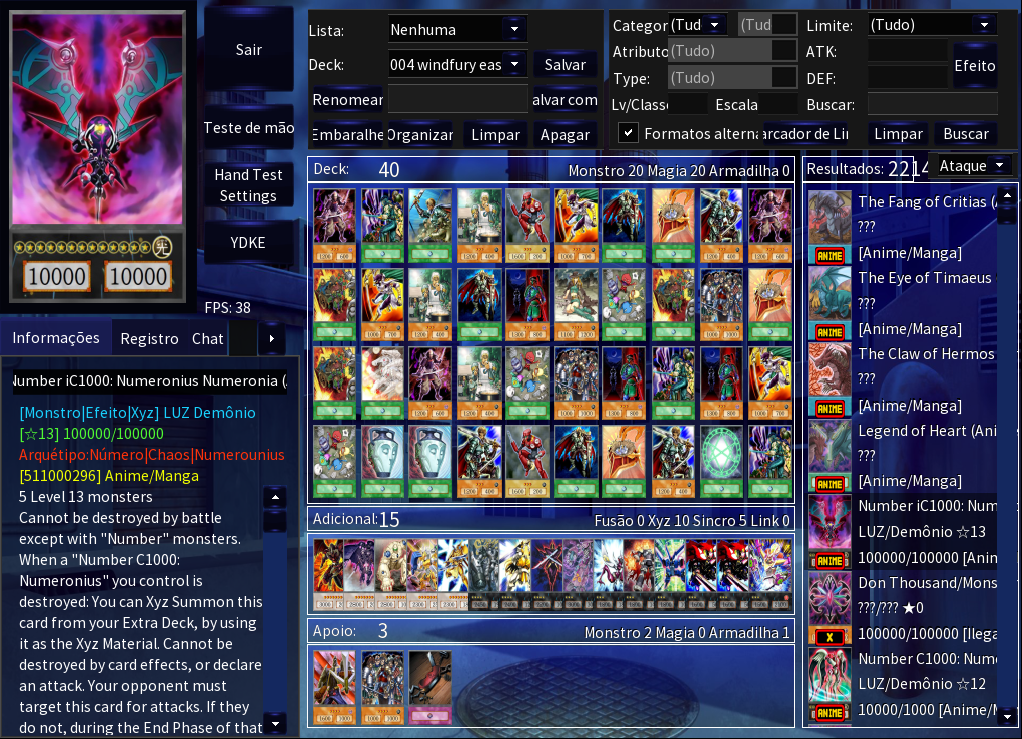 Sair
Teste de mão
Hand Test
Settings
YDKE
FPS: 38
10000 10000
Informações
Registro
Chat
Number iC1000: Numeronius Numeronia (
[Monstro|Efeito|Xyz] LUZ Demônio
[☆13] 100000/100000
Arquétipo:Número|Chaos|Numerounius
[511000296] Anime/Manga
5 Level 13 monsters
Cannot be destroyed by battle
except with "Number" monsters.
When a "Number C1000:
Numeronius" you control is
destroyed: You can Xyz Summon this
card from your Extra Deck, by using
it as the Xyz Material. Cannot be
destroyed by card effects, or declare
an attack. Your opponent must
target this card for attacks. If they
do not, during the End Phase of that
Lista: Nenhuma
Deck: 004 windfury eas Salvar
Renomear alvar com
Embaralhe Organizar Limpar Apagar
Categor (Tud (Tud Limite: (Tudo)
Atributo (Tudo) ATK: Efeito
Type: (Tudo) DEF:
Lv/Classe Escala Buscar:
Formatos alterna arcador de Li Limpar Buscar
Deck: 40 Monstro 20 Magia 20 Armadilha 0
Adicional: 15 Fusão 0 Xyz 10 Sincro 5 Link 0
Apoio: 3 Monstro 2 Magia 0 Armadilha 1
Resultados: 2214 Ataque
The Fang of Critias (
???
ANIME [Anime/Manga]
The Eye of Timaeus
???
ANIME [Anime/Manga]
The Claw of Hermos
???
ANIME [Anime/Manga]
Legend of Heart (Ani
???
ANIME [Anime/Manga]
Number iC1000: Num
LUZ/Demônio ☆13
ANIME 100000/100000 [Anim
Don Thousand/Mons
???/??? ★0
X 100000/100000 [Ilega
Number C1000: Num
LUZ/Demônio ☆12
ANIME 10000/1000 [Anime/M